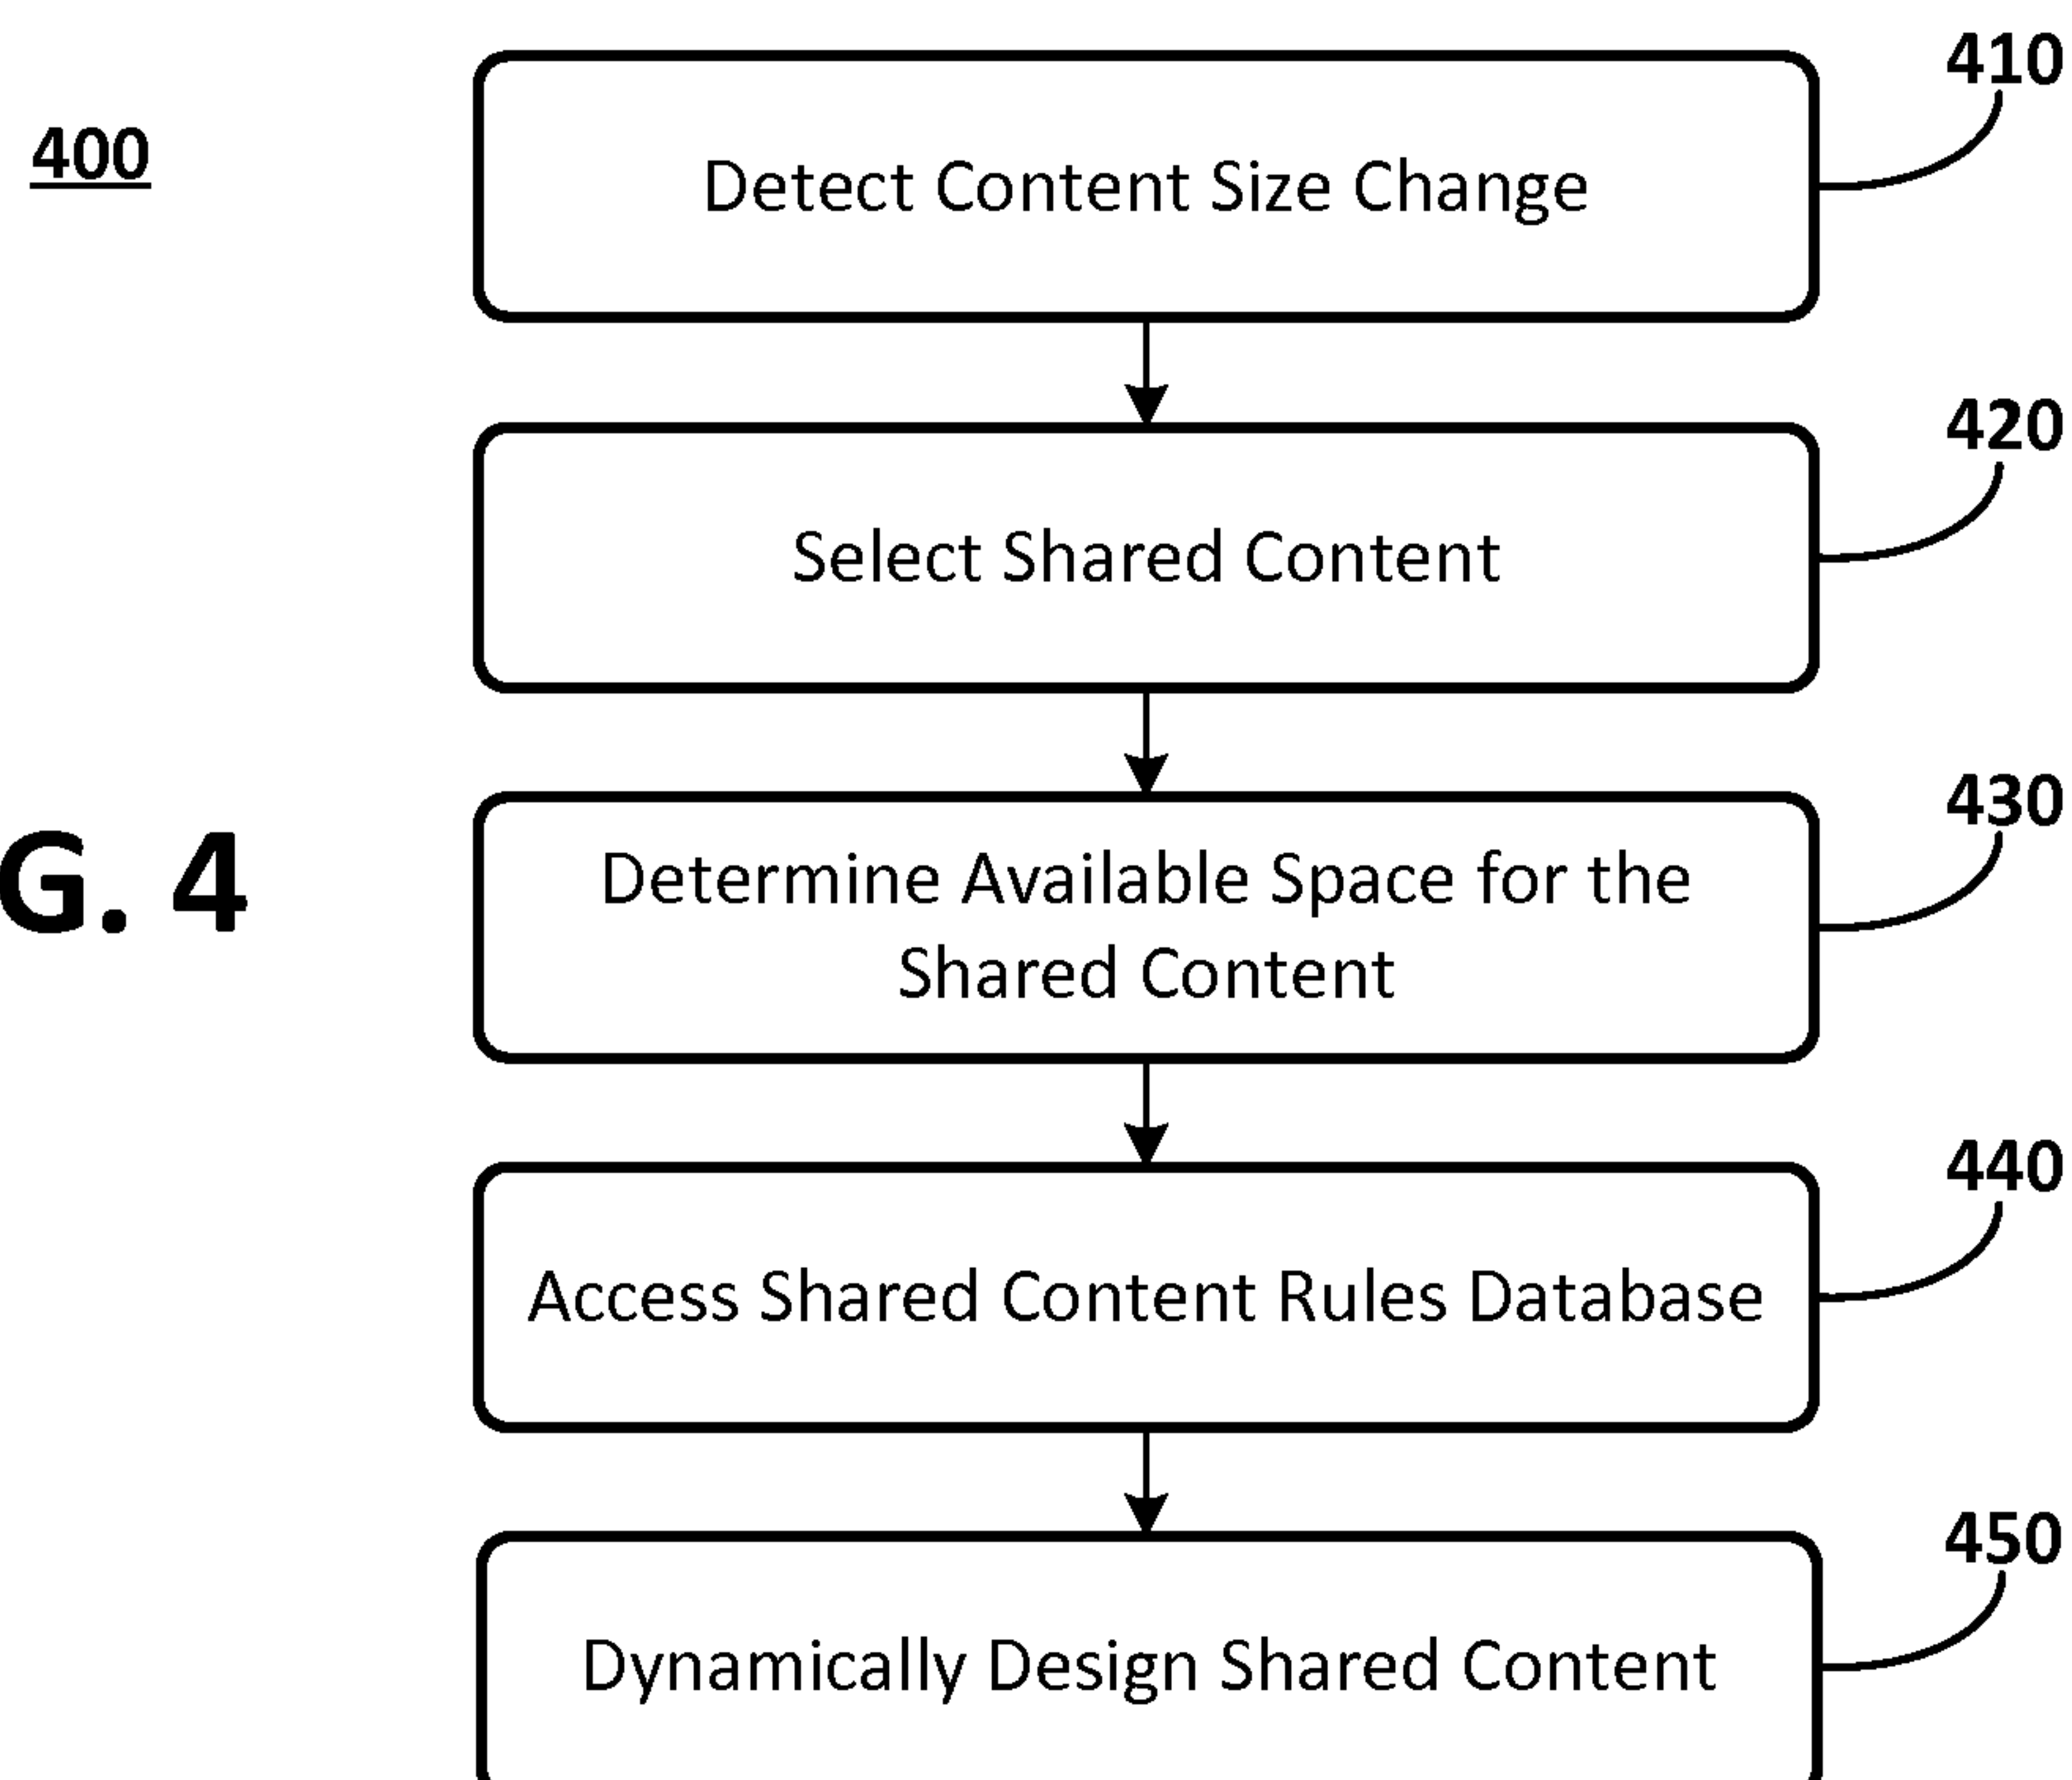 400
410
Detect Content Size Change
420
Select Shared Content
430
Determine Available Space for the
Shared Content
G. 4
440
Access Shared Content Rules Database
450
Dynamically Design Shared Content